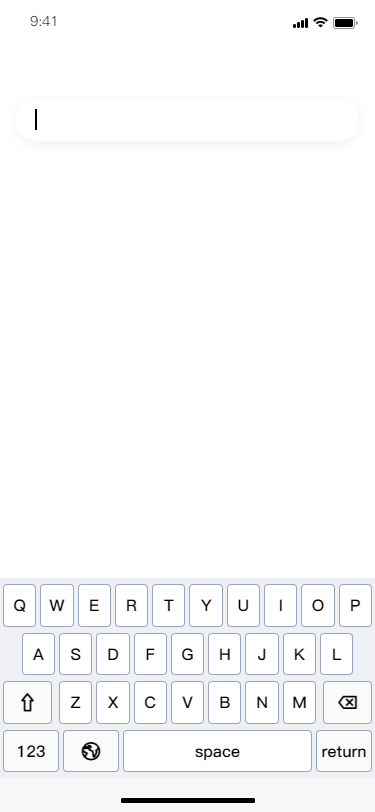 9:41
Q W E R T Y U I O P
A S D F G H J K L
Z X C V B N M
123 space return